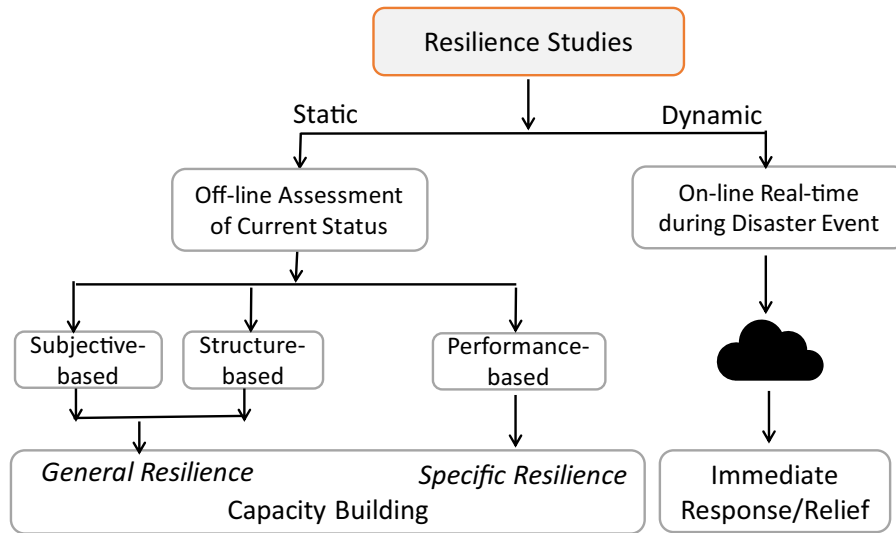 Resilience Studies
Static
Dynamic
Off-line Assessment
of Current Status
On-line Real-time
during Disaster Event
Subjective-
based
Structure-
based
Performance-
based
General Resilience
Specific Resilience
Capacity Building
Immediate
Response/Relief